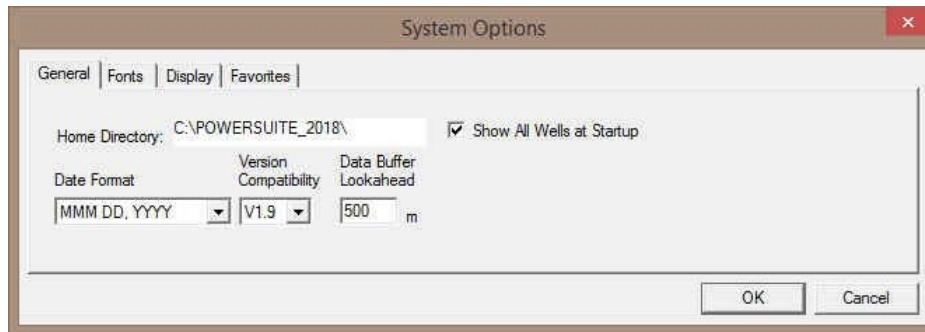 System Options
General Fonts Display Favorites
Home Directory: C:\POWERSUITE_2018\ Show All Wells at Startup
Date Format
Version
Compatibility
Data Buffer
Lookahead
MMM DD, YYYY V1.9 500 m
OK Cancel